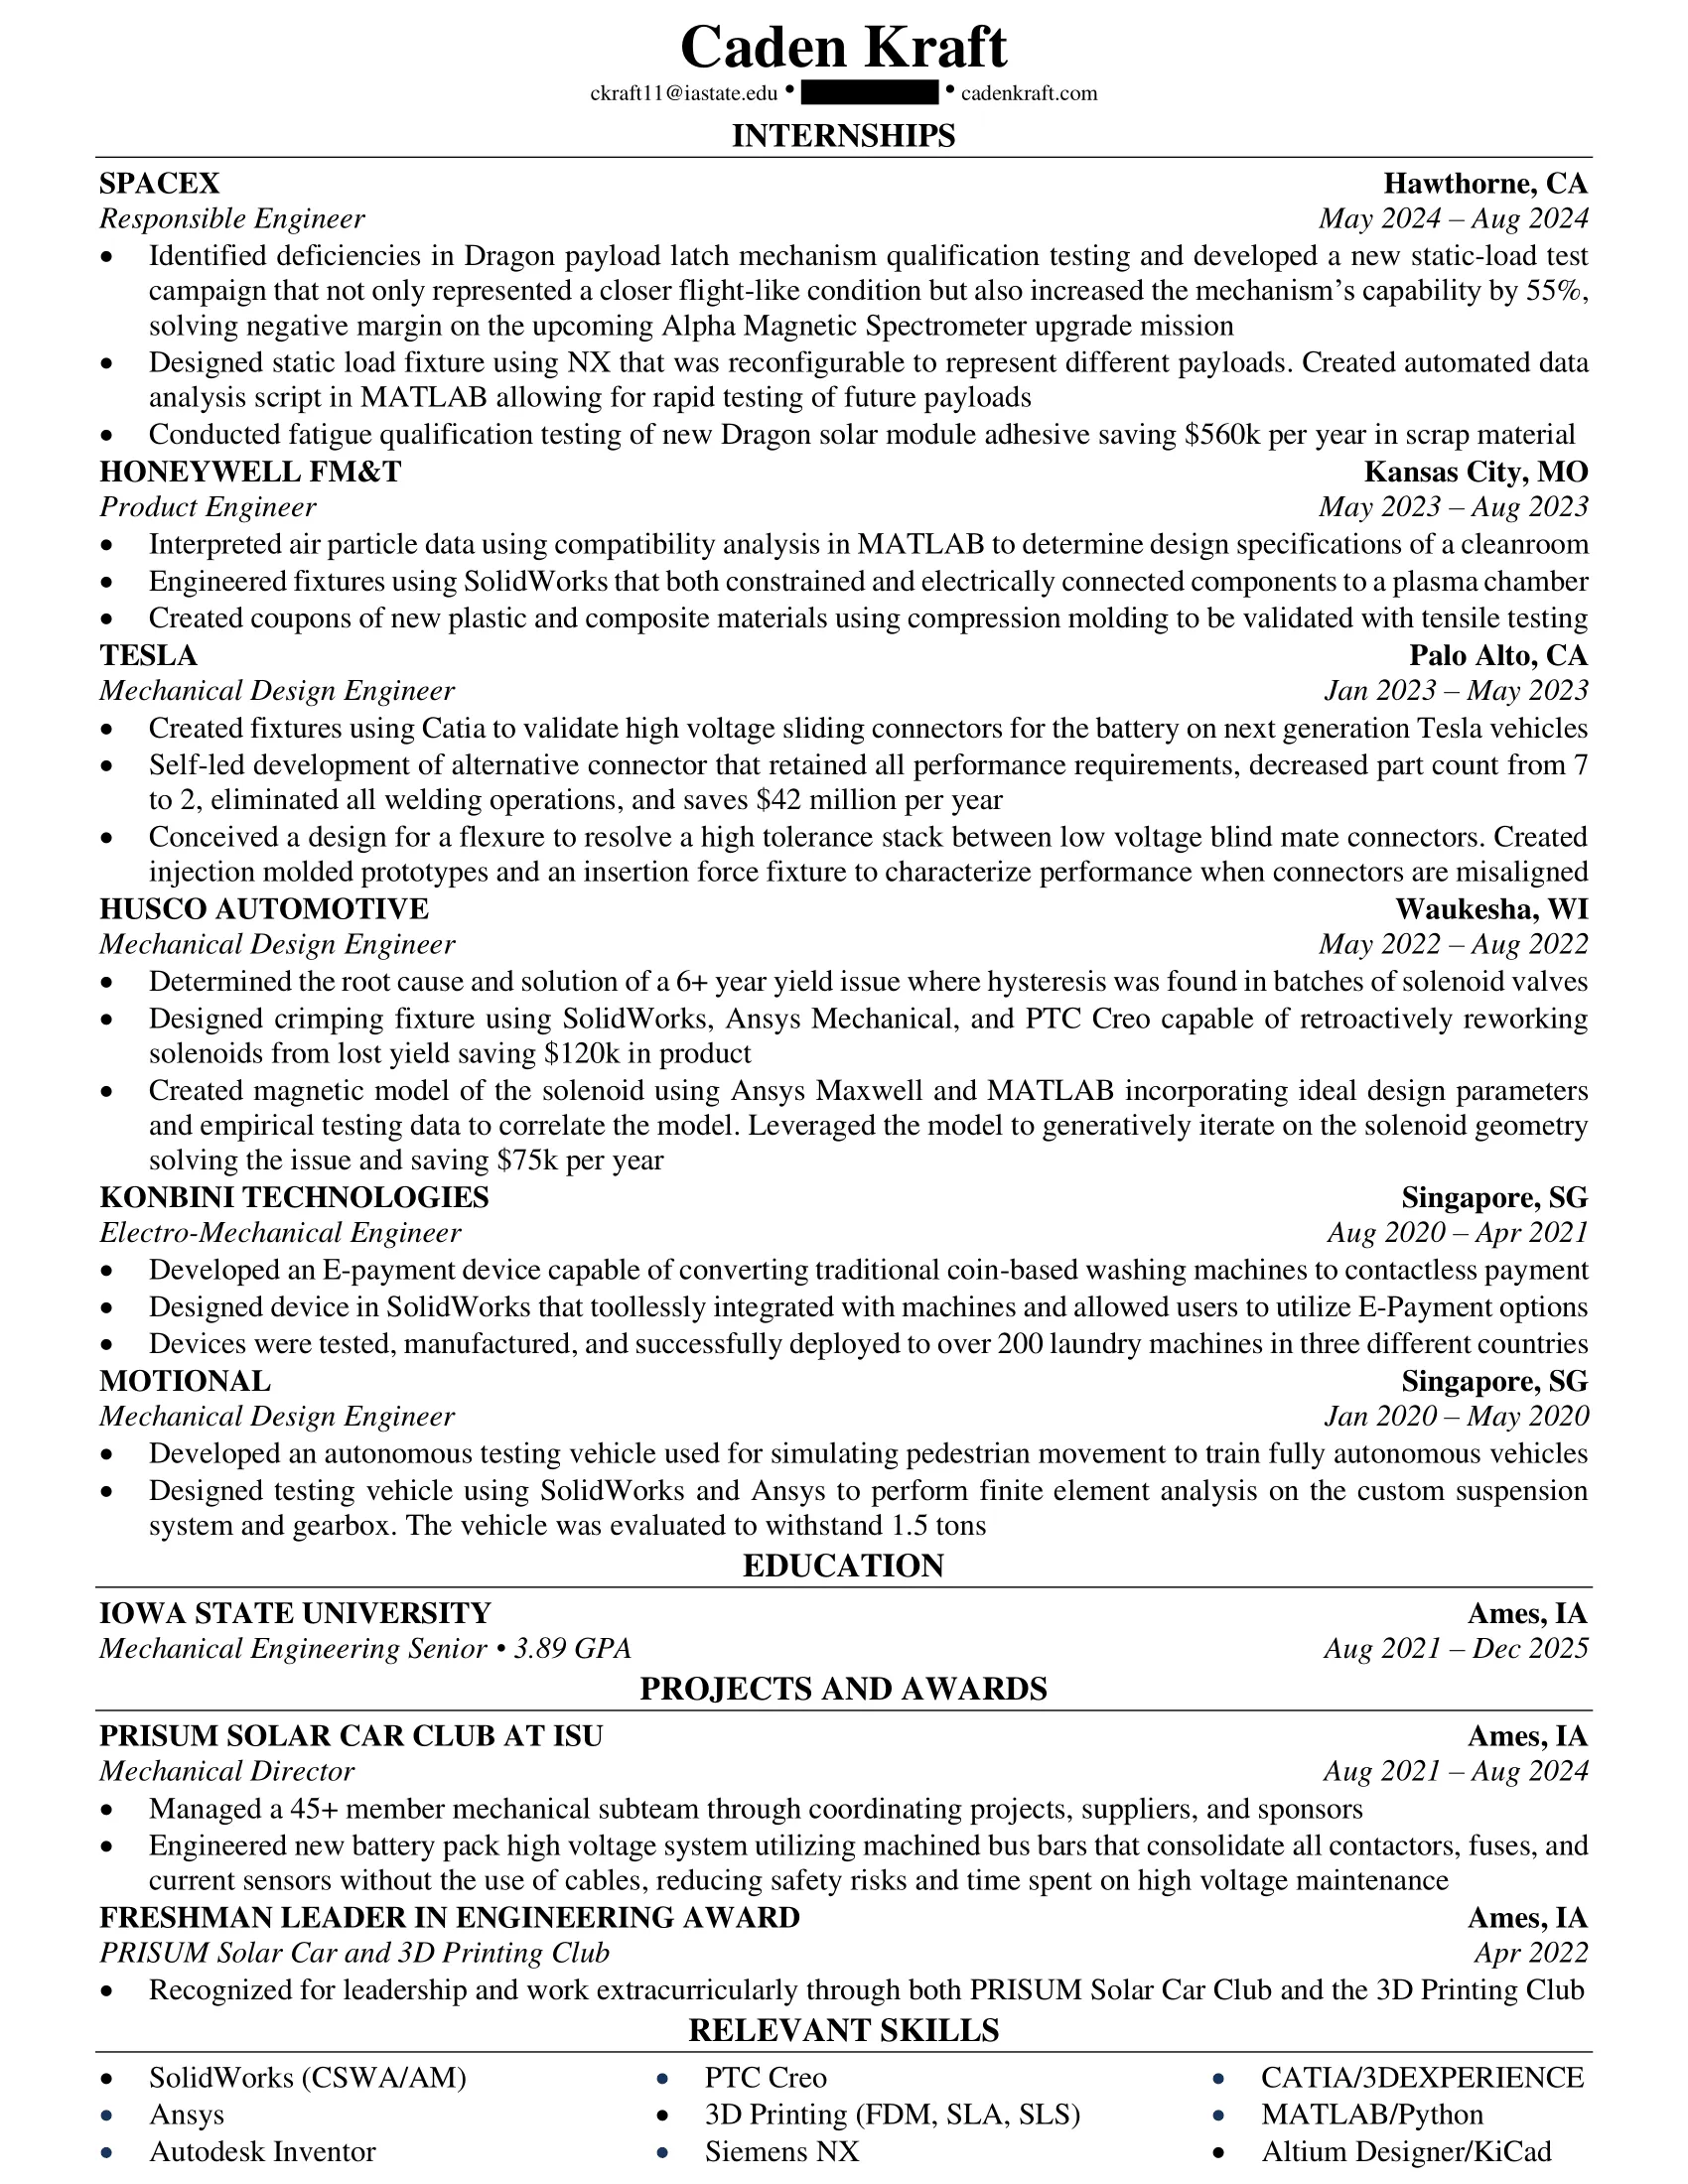 Caden Kraft
ckraft11@iastate.edu • • cadenkraft.com
INTERNSHIPS
SPACEX Hawthorne, CA
Responsible Engineer May 2024 – Aug 2024
• Identified deficiencies in Dragon payload latch mechanism qualification testing and developed a new static-load test
campaign that not only represented a closer flight-like condition but also increased the mechanism’s capability by 55%,
solving negative margin on the upcoming Alpha Magnetic Spectrometer upgrade mission
• Designed static load fixture using NX that was reconfigurable to represent different payloads. Created automated data
analysis script in MATLAB allowing for rapid testing of future payloads
• Conducted fatigue qualification testing of new Dragon solar module adhesive saving $560k per year in scrap material
HONEYWELL FM&T Kansas City, MO
Product Engineer May 2023 – Aug 2023
• Interpreted air particle data using compatibility analysis in MATLAB to determine design specifications of a cleanroom
• Engineered fixtures using SolidWorks that both constrained and electrically connected components to a plasma chamber
• Created coupons of new plastic and composite materials using compression molding to be validated with tensile testing
TESLA Palo Alto, CA
Mechanical Design Engineer Jan 2023 – May 2023
• Created fixtures using Catia to validate high voltage sliding connectors for the battery on next generation Tesla vehicles
• Self-led development of alternative connector that retained all performance requirements, decreased part count from 7
to 2, eliminated all welding operations, and saves $42 million per year
• Conceived a design for a flexure to resolve a high tolerance stack between low voltage blind mate connectors. Created
injection molded prototypes and an insertion force fixture to characterize performance when connectors are misaligned
HUSCO AUTOMOTIVE Waukesha, WI
Mechanical Design Engineer May 2022 – Aug 2022
• Determined the root cause and solution of a 6+ year yield issue where hysteresis was found in batches of solenoid valves
• Designed crimping fixture using SolidWorks, Ansys Mechanical, and PTC Creo capable of retroactively reworking
solenoids from lost yield saving $120k in product
• Created magnetic model of the solenoid using Ansys Maxwell and MATLAB incorporating ideal design parameters
and empirical testing data to correlate the model. Leveraged the model to generatively iterate on the solenoid geometry
solving the issue and saving $75k per year
KONBINI TECHNOLOGIES Singapore, SG
Electro-Mechanical Engineer Aug 2020 – Apr 2021
• Developed an E-payment device capable of converting traditional coin-based washing machines to contactless payment
• Designed device in SolidWorks that toollessly integrated with machines and allowed users to utilize E-Payment options
• Devices were tested, manufactured, and successfully deployed to over 200 laundry machines in three different countries
MOTIONAL Singapore, SG
Mechanical Design Engineer Jan 2020 – May 2020
• Developed an autonomous testing vehicle used for simulating pedestrian movement to train fully autonomous vehicles
• Designed testing vehicle using SolidWorks and Ansys to perform finite element analysis on the custom suspension
system and gearbox. The vehicle was evaluated to withstand 1.5 tons
EDUCATION
IOWA STATE UNIVERSITY Ames, IA
Mechanical Engineering Senior • 3.89 GPA Aug 2021 – Dec 2025
PROJECTS AND AWARDS
PRISUM SOLAR CAR CLUB AT ISU Ames, IA
Mechanical Director Aug 2021 – Aug 2024
• Managed a 45+ member mechanical subteam through coordinating projects, suppliers, and sponsors
• Engineered new battery pack high voltage system utilizing machined bus bars that consolidate all contactors, fuses, and
current sensors without the use of cables, reducing safety risks and time spent on high voltage maintenance
FRESHMAN LEADER IN ENGINEERING AWARD Ames, IA
PRISUM Solar Car and 3D Printing Club Apr 2022
• Recognized for leadership and work extracurricularly through both PRISUM Solar Car Club and the 3D Printing Club
RELEVANT SKILLS
• SolidWorks (CSWA/AM) • PTC Creo • CATIA/3DEXPERIENCE
• Ansys • 3D Printing (FDM, SLA, SLS) • MATLAB/Python
• Autodesk Inventor • Siemens NX • Altium Designer/KiCad